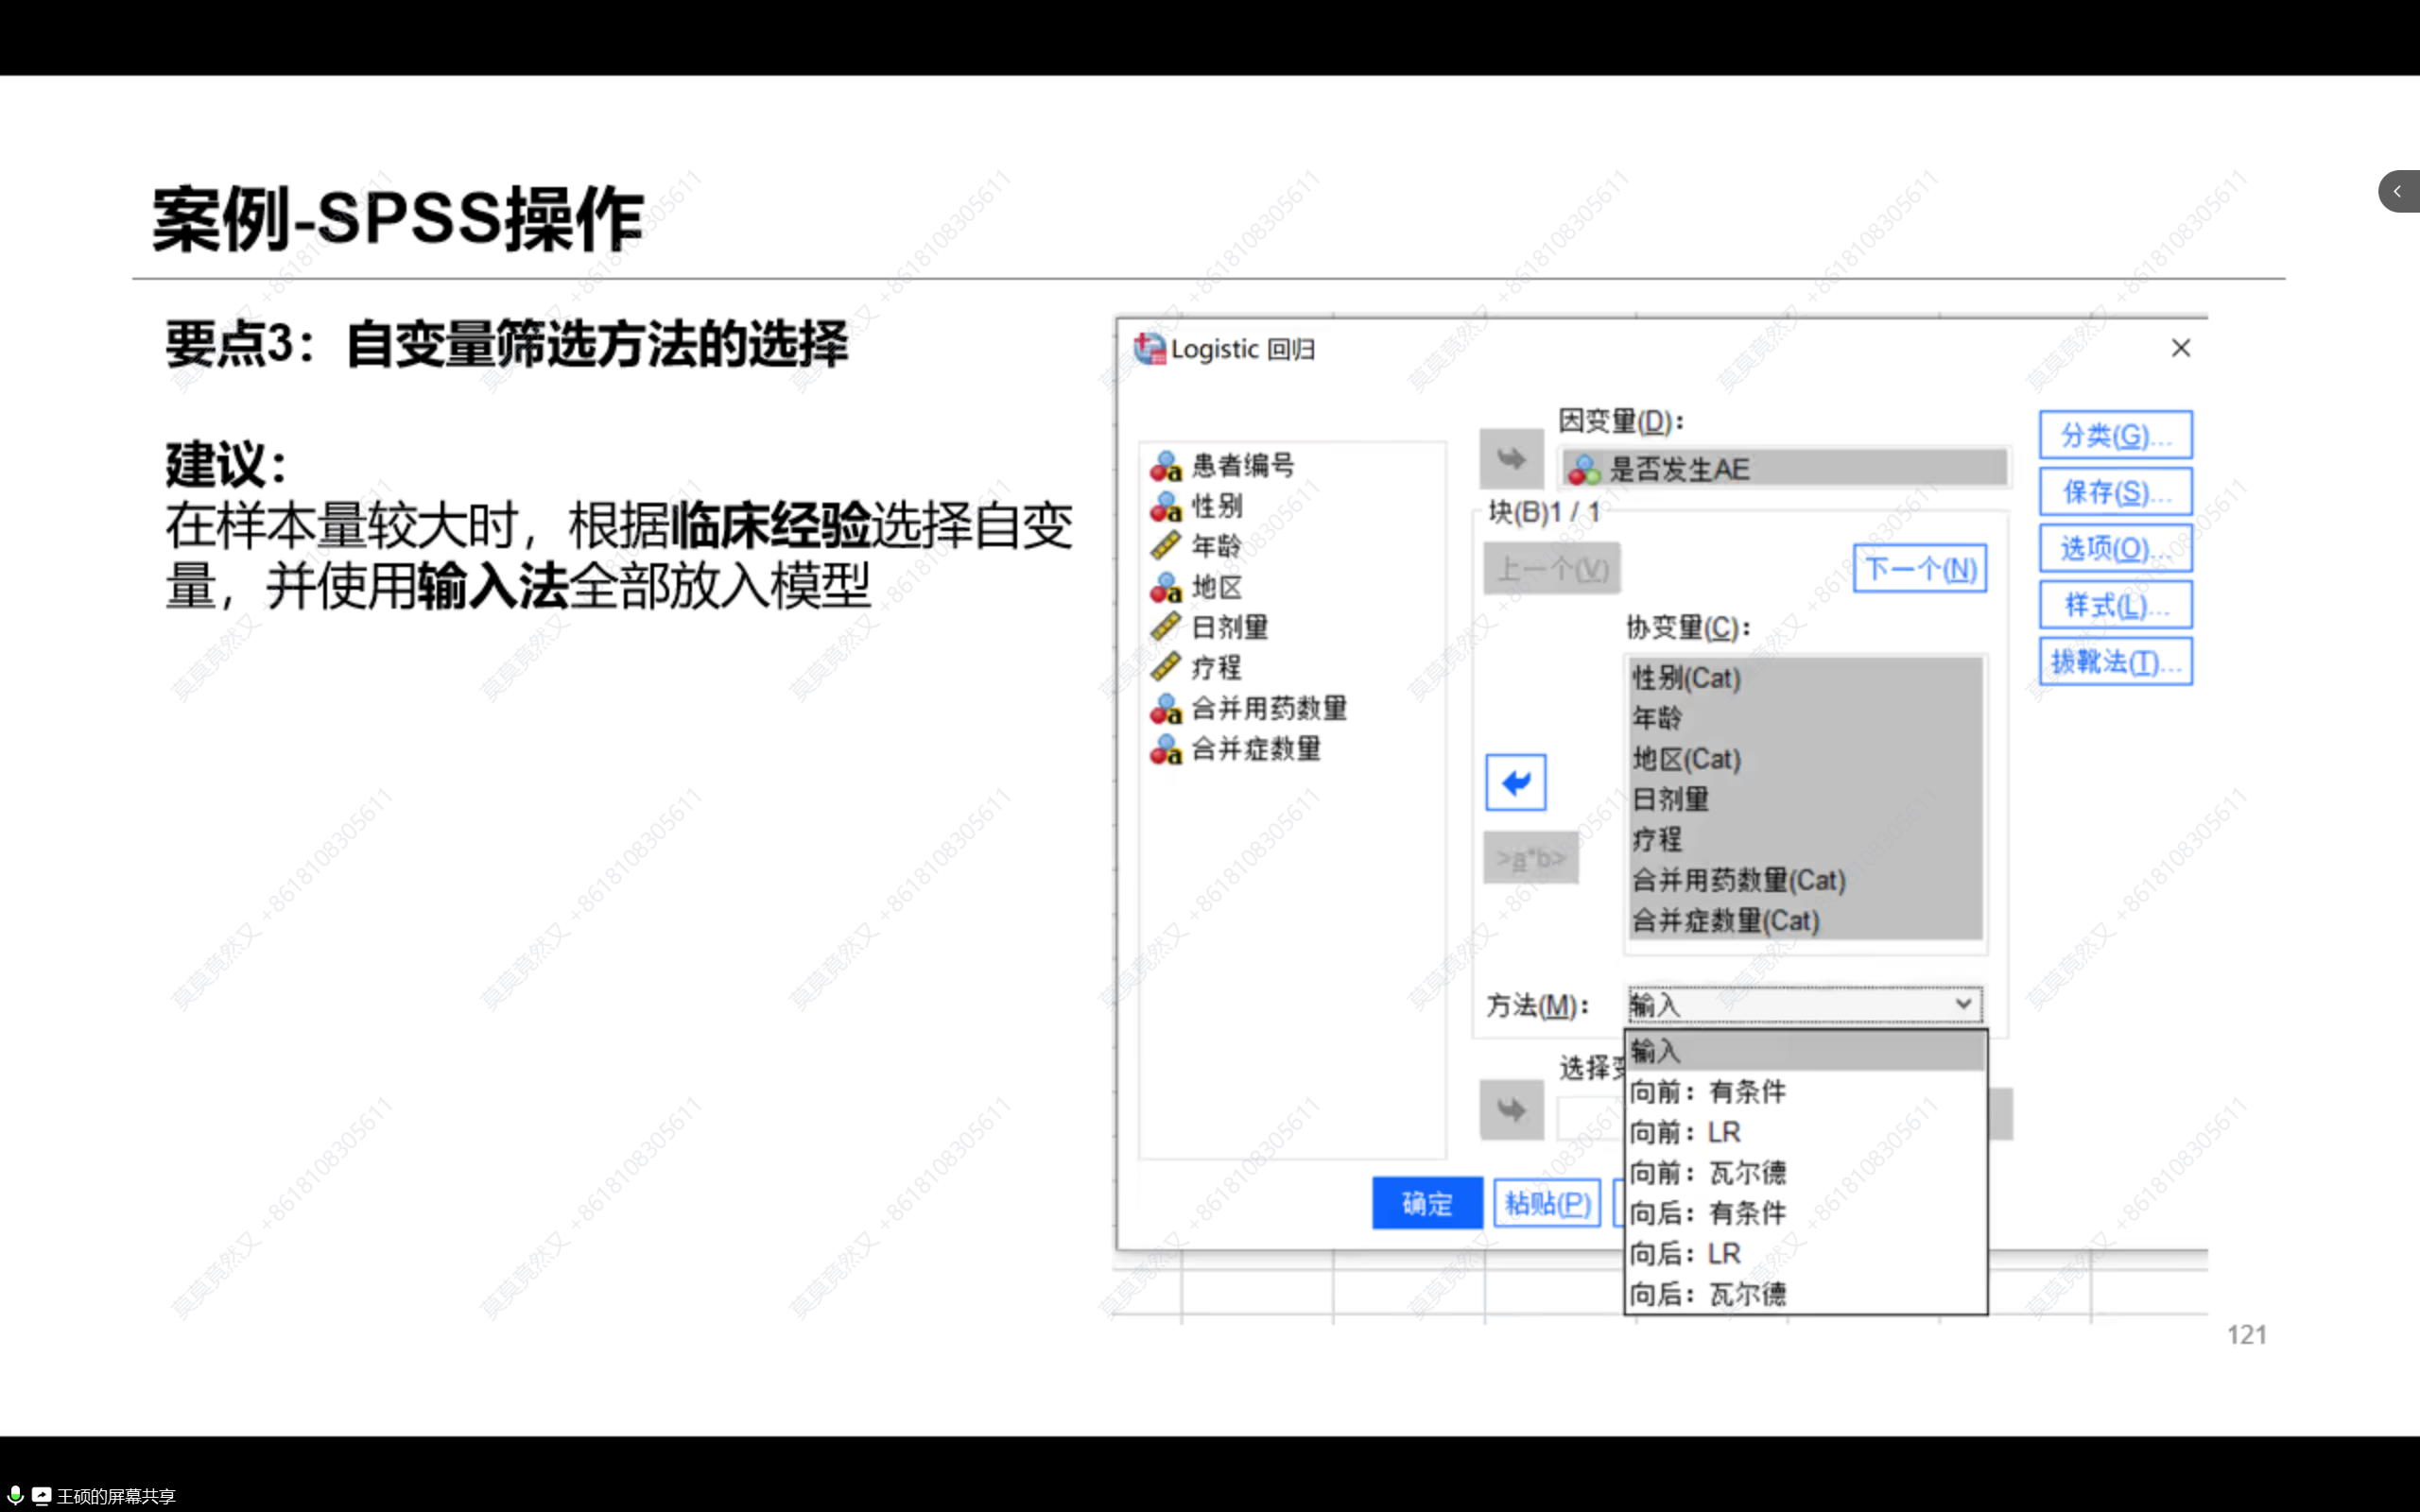 案例-SPSS操作
要点3：自变量筛选方法的选择
建议：
在样本量较大时，根据临床经验选择自变
量，并使用输入法全部放入模型
Logistic 回归
患者编号
性别
年龄
地区
日剂量
疗程
合并用药数量
合并症数量
因变量(D)：
是否发生AE
块(B)1 / 1
上一个(V)
下一个(N)
协变量(C)：
性别(Cat)
年龄
地区(Cat)
日剂量
疗程
合并用药数量(Cat)
合并症数量(Cat)
>a*b>
方法(M)：
输入
输入
向前：有条件
向前：LR
向前：瓦尔德
向后：有条件
向后：LR
向后：瓦尔德
选择变
分类(G)...
保存(S)...
选项(O)...
样式(L)...
拔靴法(T)...
确定
粘贴(P)
121
莫莫竟然又 +8618108305611
王硕的屏幕共享